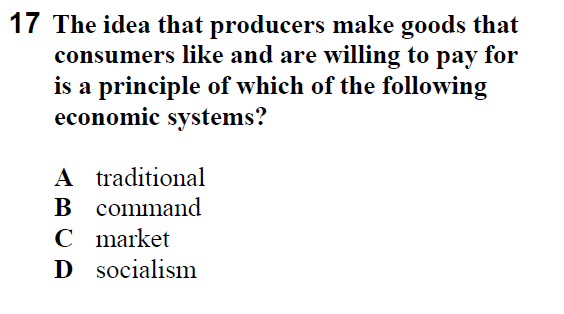 17 The idea that producers make goods that
consumers like and are willing to pay for
is a principle of which of the following
economic systems?
A traditional
B command
C market
D socialism